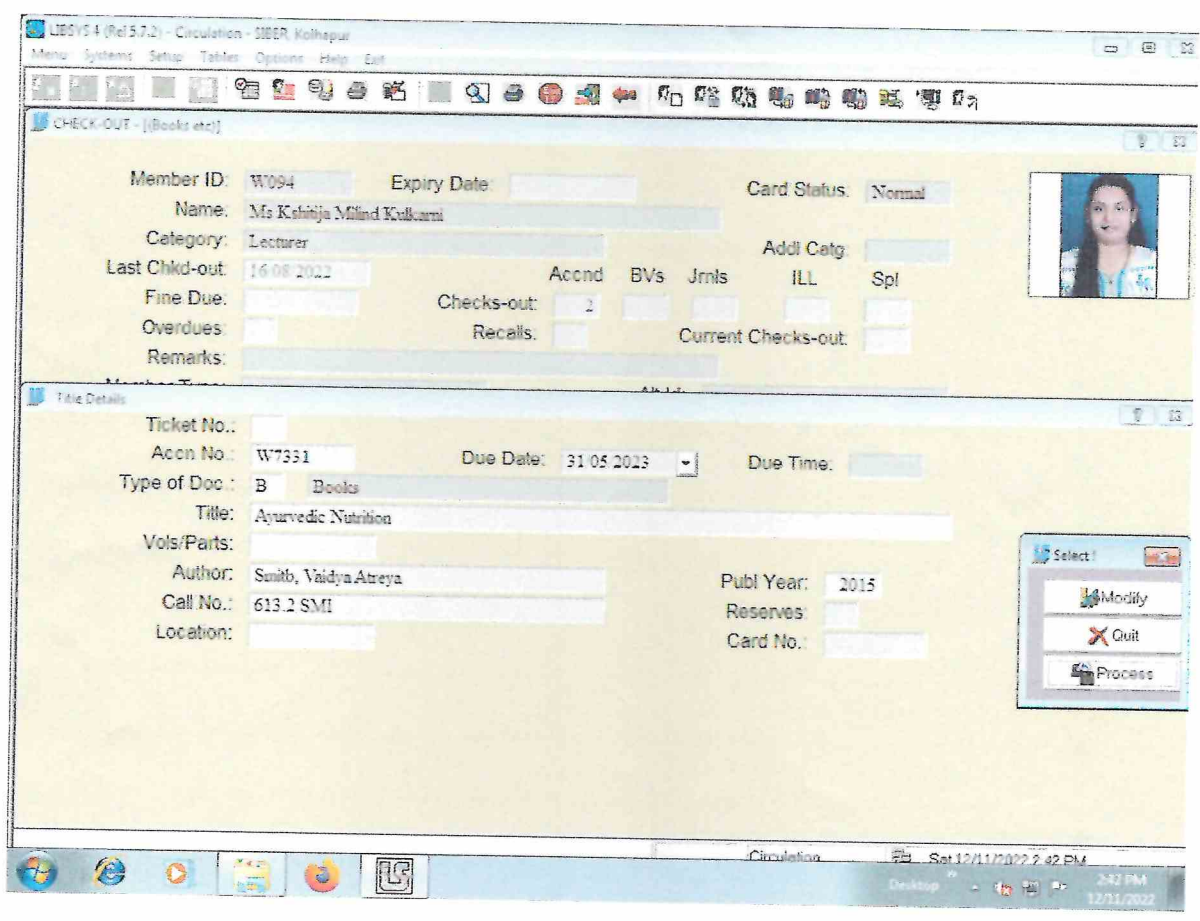 LIBSYS 4 (Rel 5.7.2) - Circulation - SIBER, Kolhapur
Menu Systems Setup Tables Options Help Exit
CHECK-OUT - [(Books etc)]
Member ID: W094 Expiry Date: Card Status: Normal
Name: Ms Kshitija Milind Kulkarni
Category: Lecturer Addl Catg:
Last Chkd-out: 16/08/2022 Accnd BVs Jrnls ILL Spl
Fine Due: Checks-out: 2
Overdues: Recalls: Current Checks-out:
Remarks:
Member Type:
Title Details
Ticket No.:
Accn No.: W7331 Due Date: 31/05/2023 Due Time:
Type of Doc.: B Books
Title: Ayurvedic Nutrition
Vols/Parts:
Author: Smitb, Vaidya Atreya Publ Year: 2015
Call No.: 613.2 SMI Reserves:
Location: Card No.:
Select !
Modify
Quit
Process
Circulation Sat 12/11/2022 2:42 PM
Desktop 2:42 PM
12/11/2022